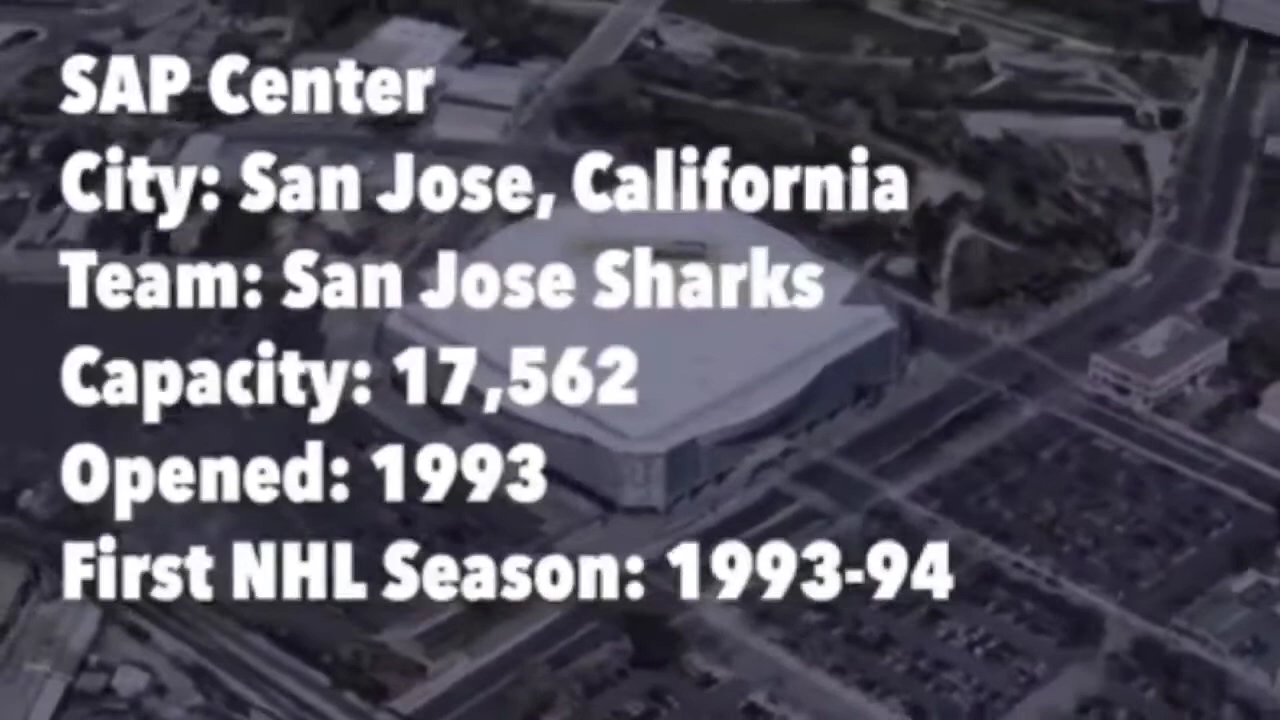 SAP Center
City: San Jose, California
Team: San Jose Sharks
Capacity: 17,562
Opened: 1993
First NHL Season: 1993-94